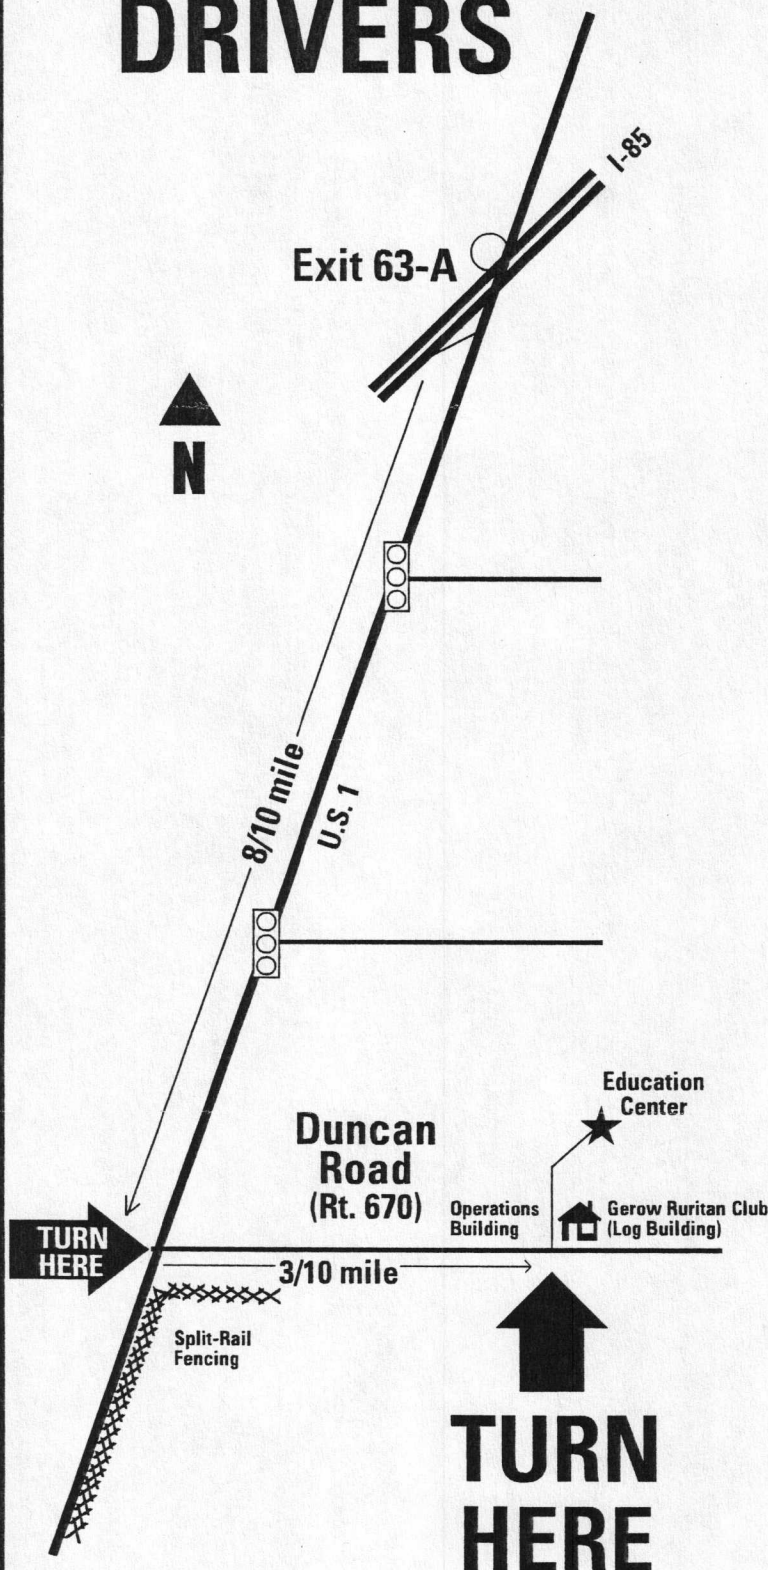 DRIVERS
I-85
Exit 63-A
N
8/10 mile
U.S. 1
Education
Center
Duncan
Road
(Rt. 670)
Operations
Building
Gerow Ruritan Club
(Log Building)
TURN
HERE
3/10 mile
Split-Rail
Fencing
TURN
HERE